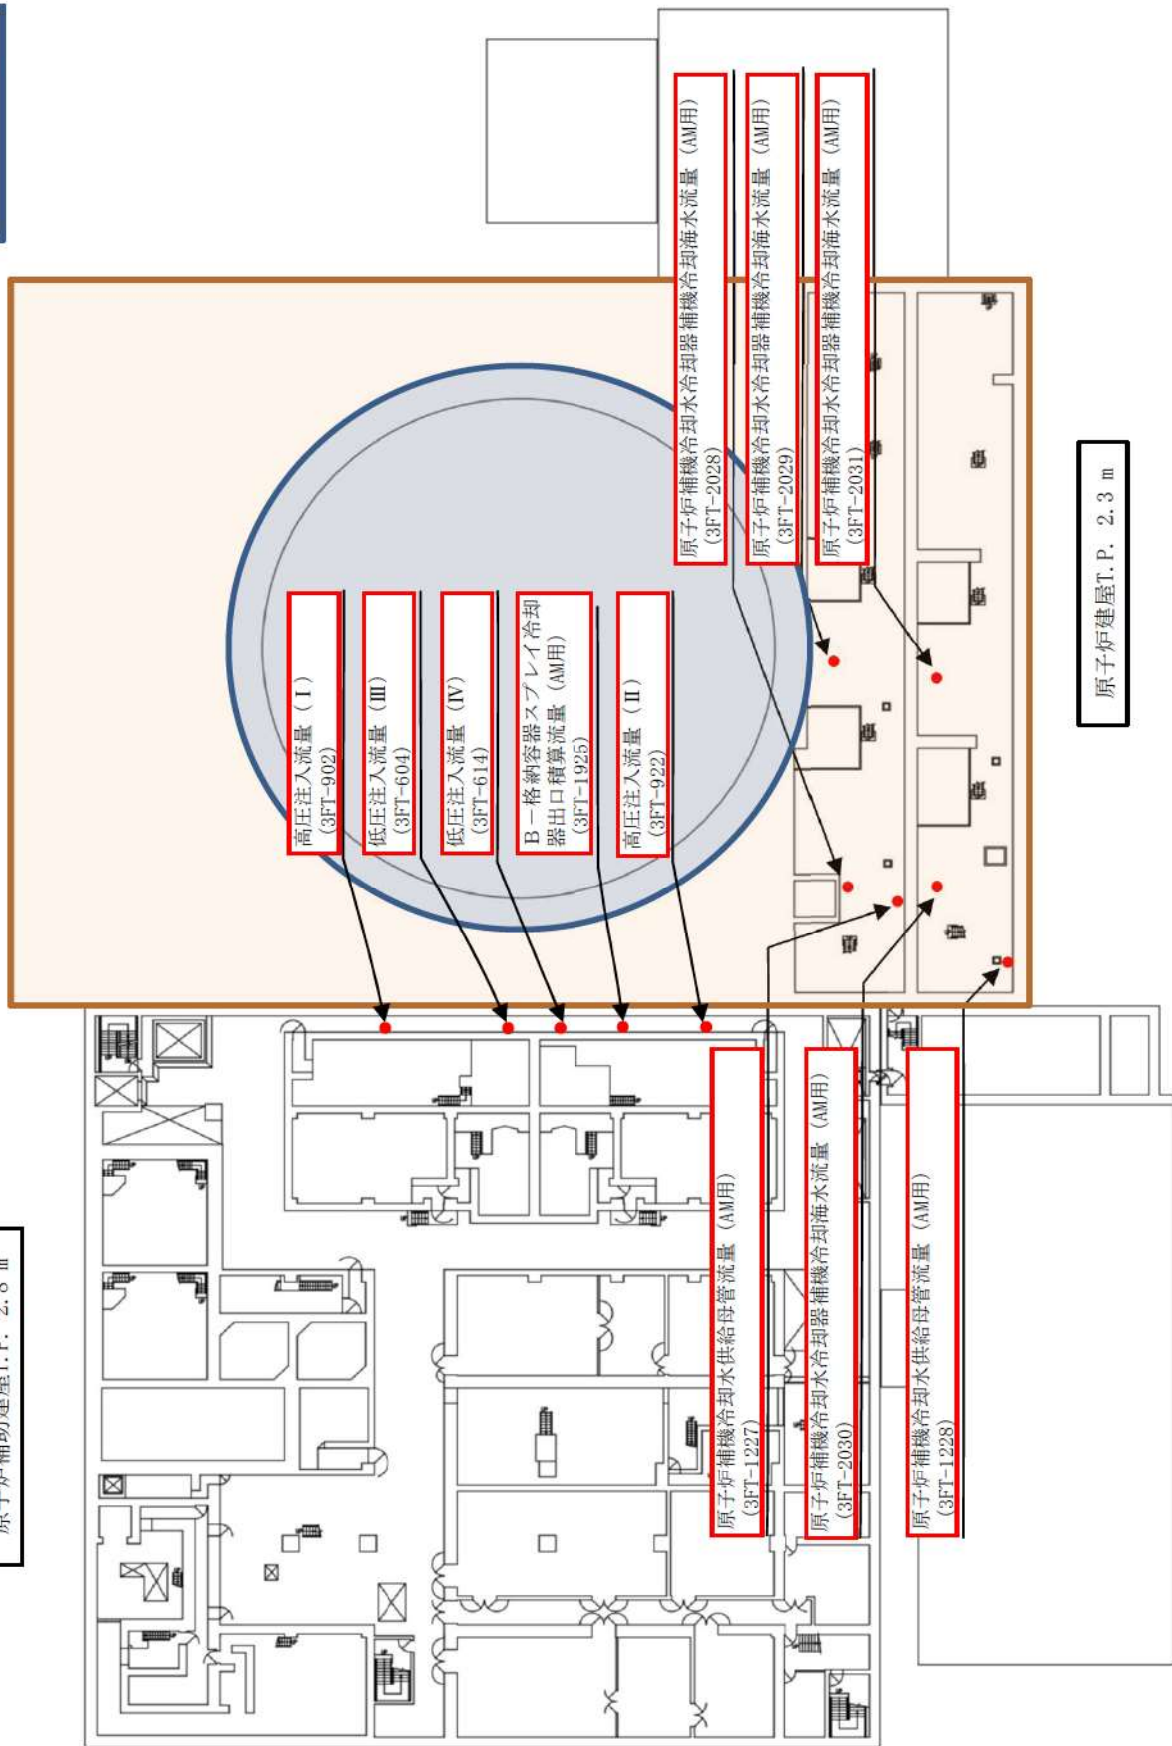 原子炉補助建屋T.P. 2.8 m
高圧注入流量（Ⅰ）
(3FT-902)
低圧注入流量（Ⅲ）
(3FT-604)
低圧注入流量（Ⅳ）
(3FT-614)
B－格納容器スプレイ冷却
器出口積算流量（AM用）
(3FT-1925)
高圧注入流量（Ⅱ）
(3FT-922)
原子炉補機冷却水冷却器補機冷却海水流量（AM用）
(3FT-2028)
原子炉補機冷却水冷却器補機冷却海水流量（AM用）
(3FT-2029)
原子炉補機冷却水冷却器補機冷却海水流量（AM用）
(3FT-2031)
原子炉補機冷却水供給母管流量（AM用）
(3FT-1227)
原子炉補機冷却水冷却器補機冷却海水流量（AM用）
(3FT-2030)
原子炉補機冷却水供給母管流量（AM用）
(3FT-1228)
原子炉建屋T.P. 2.3 m